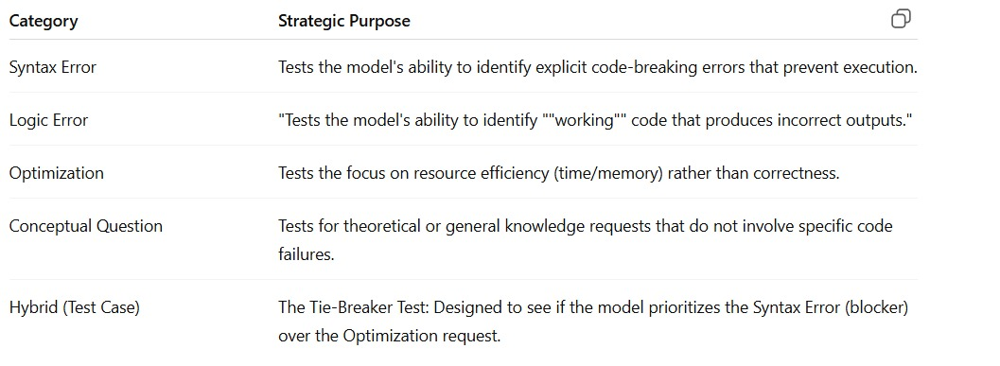 Category Strategic Purpose
Syntax Error Tests the model's ability to identify explicit code-breaking errors that prevent execution.
Logic Error "Tests the model's ability to identify ""working"" code that produces incorrect outputs."
Optimization Tests the focus on resource efficiency (time/memory) rather than correctness.
Conceptual Question Tests for theoretical or general knowledge requests that do not involve specific code
failures.
Hybrid (Test Case) The Tie-Breaker Test: Designed to see if the model prioritizes the Syntax Error (blocker)
over the Optimization request.